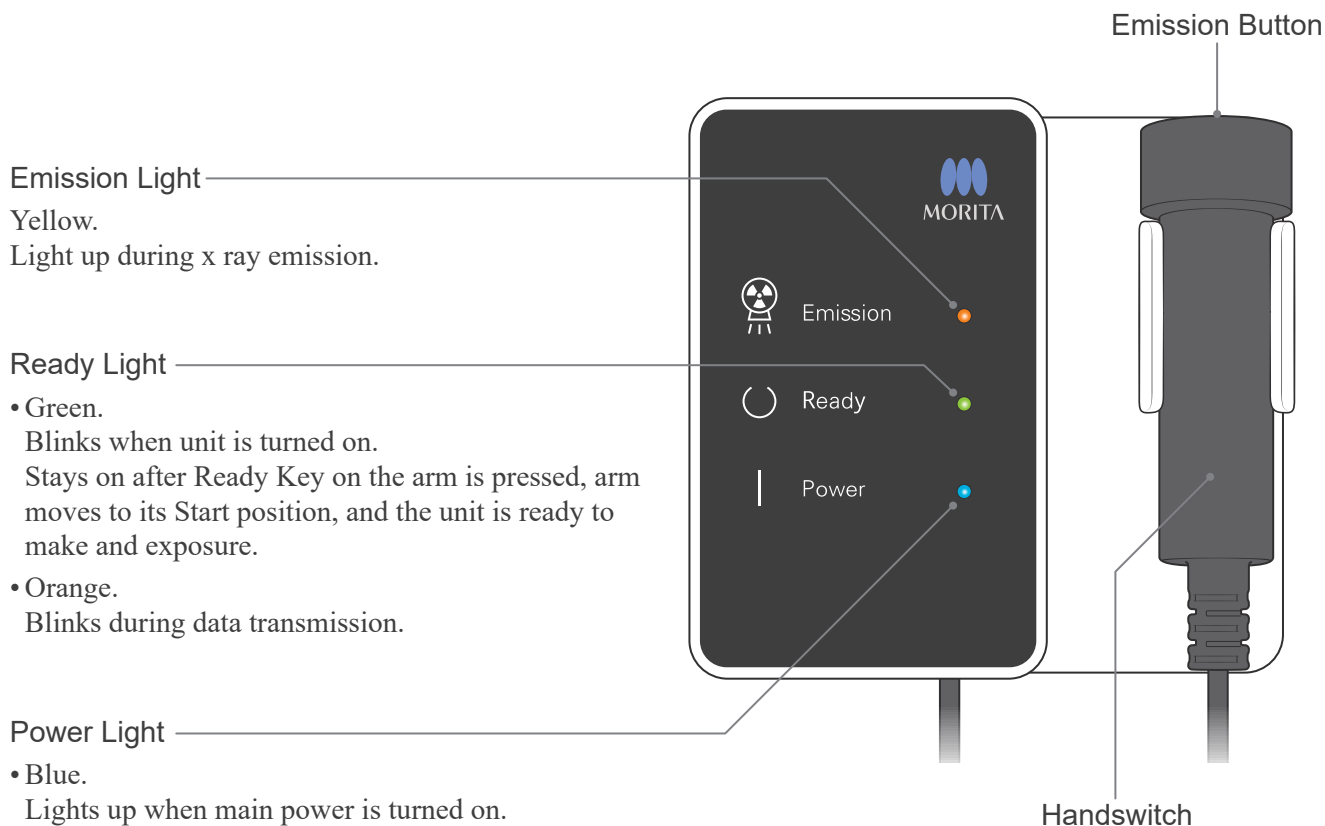 Emission Button
Emission Light
Yellow.
Light up during x ray emission.
MORITA
Emission
Ready Light
• Green.
Blinks when unit is turned on.
Stays on after Ready Key on the arm is pressed, arm
moves to its Start position, and the unit is ready to
make and exposure.
• Orange.
Blinks during data transmission.
Ready
Power
Power Light
• Blue.
Lights up when main power is turned on.
Handswitch